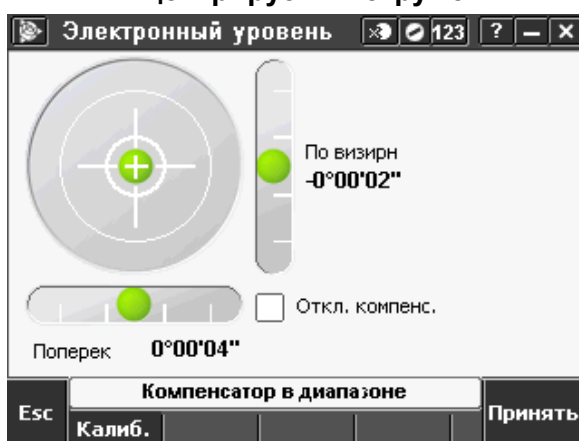 Электронный уровень 123 ? – ×
По визирн
-0°00'02"
Откл. компенс.
Поперек 0°00'04"
Компенсатор в диапазоне
Esc Принять
Калиб.